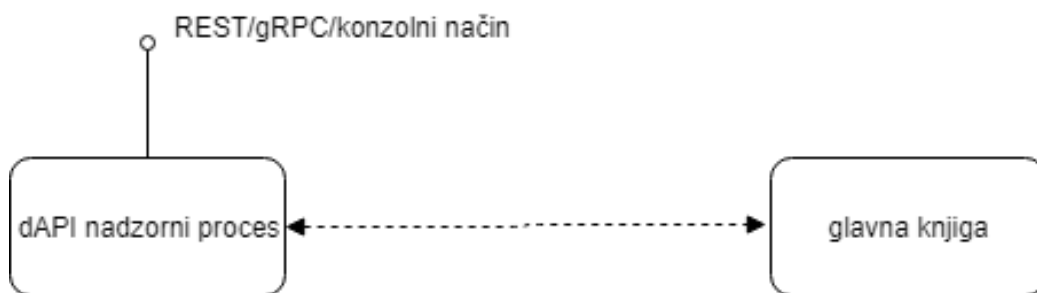 REST/gRPC/konzolni način
dAPI nadzorni proces
glavna knjiga